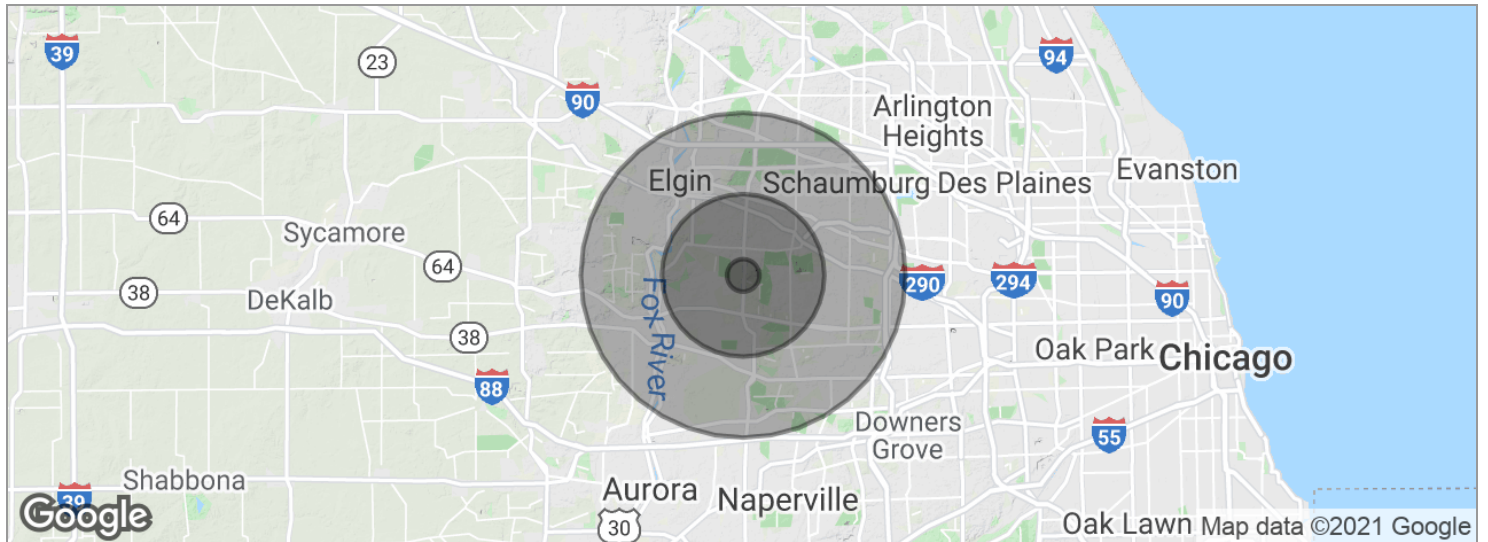 39
23
94
90
Arlington
Heights
Evanston
Elgin
Schaumburg
Des Plaines
64
Sycamore
64
38
DeKalb
290
294
90
Fox River
38
Oak Park
Chicago
88
Downers
Grove
55
Shabbona
39
Aurora
Naperville
30
Google
Oak Lawn
Map data ©2021 Google